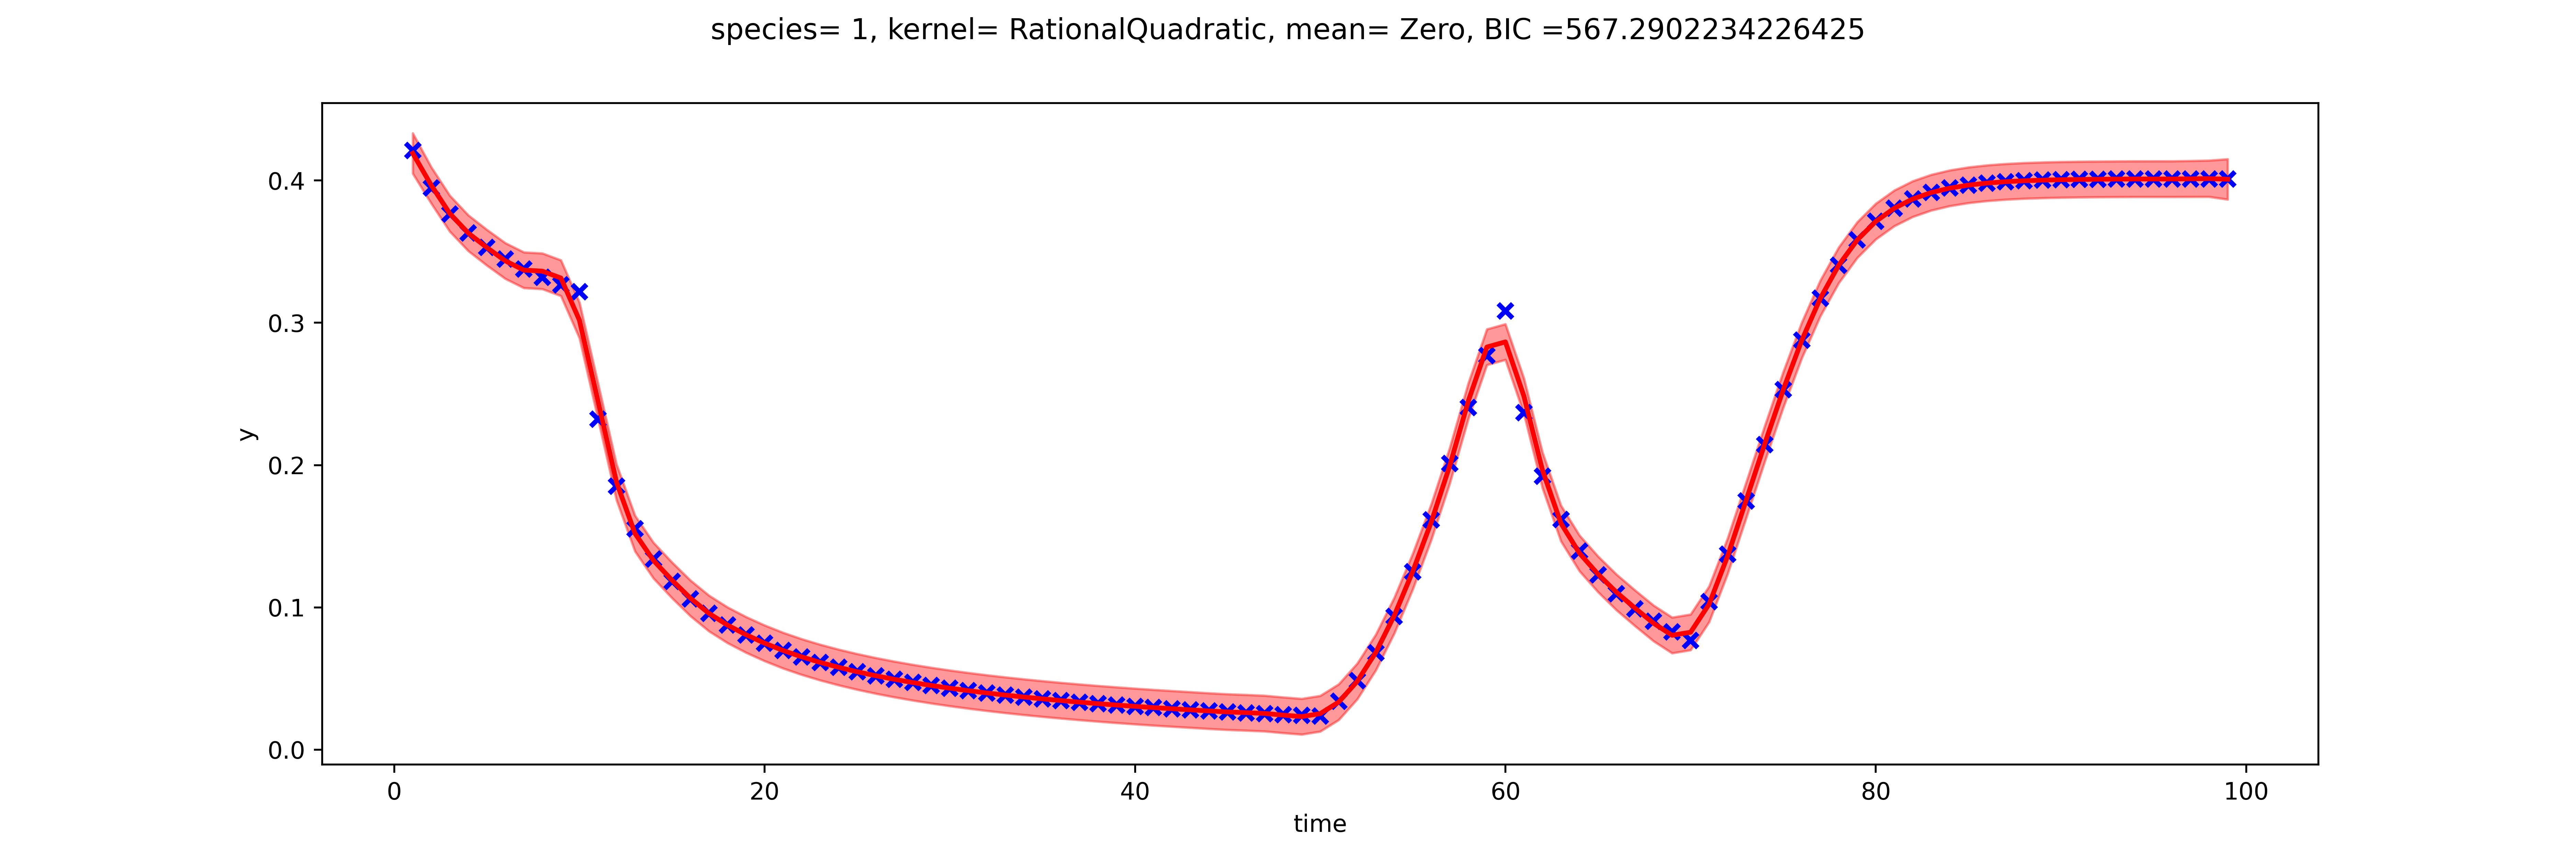 species= 1, kernel= RationalQuadratic, mean= Zero, BIC =567.2902234226425
0.4
0.3
0.2
0.1
0.0
y
0 20 40 60 80 100
time